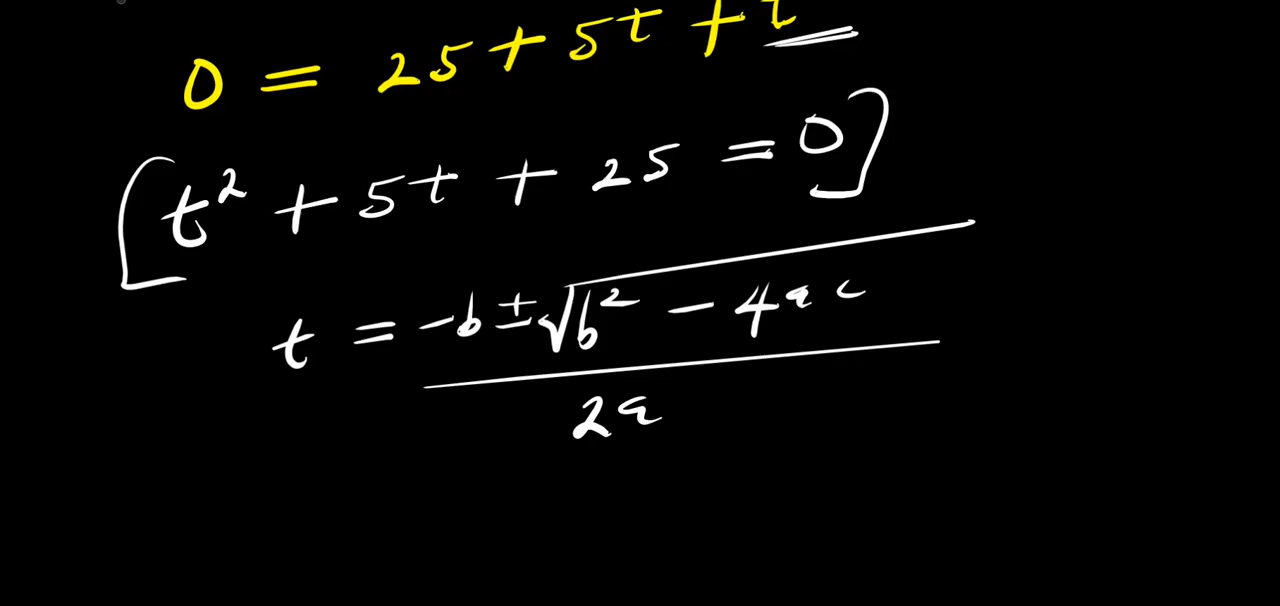 0 = 25 + 5t + t
[t² + 5t + 25 = 0]
t = -b ± √b² - 4ac
2a